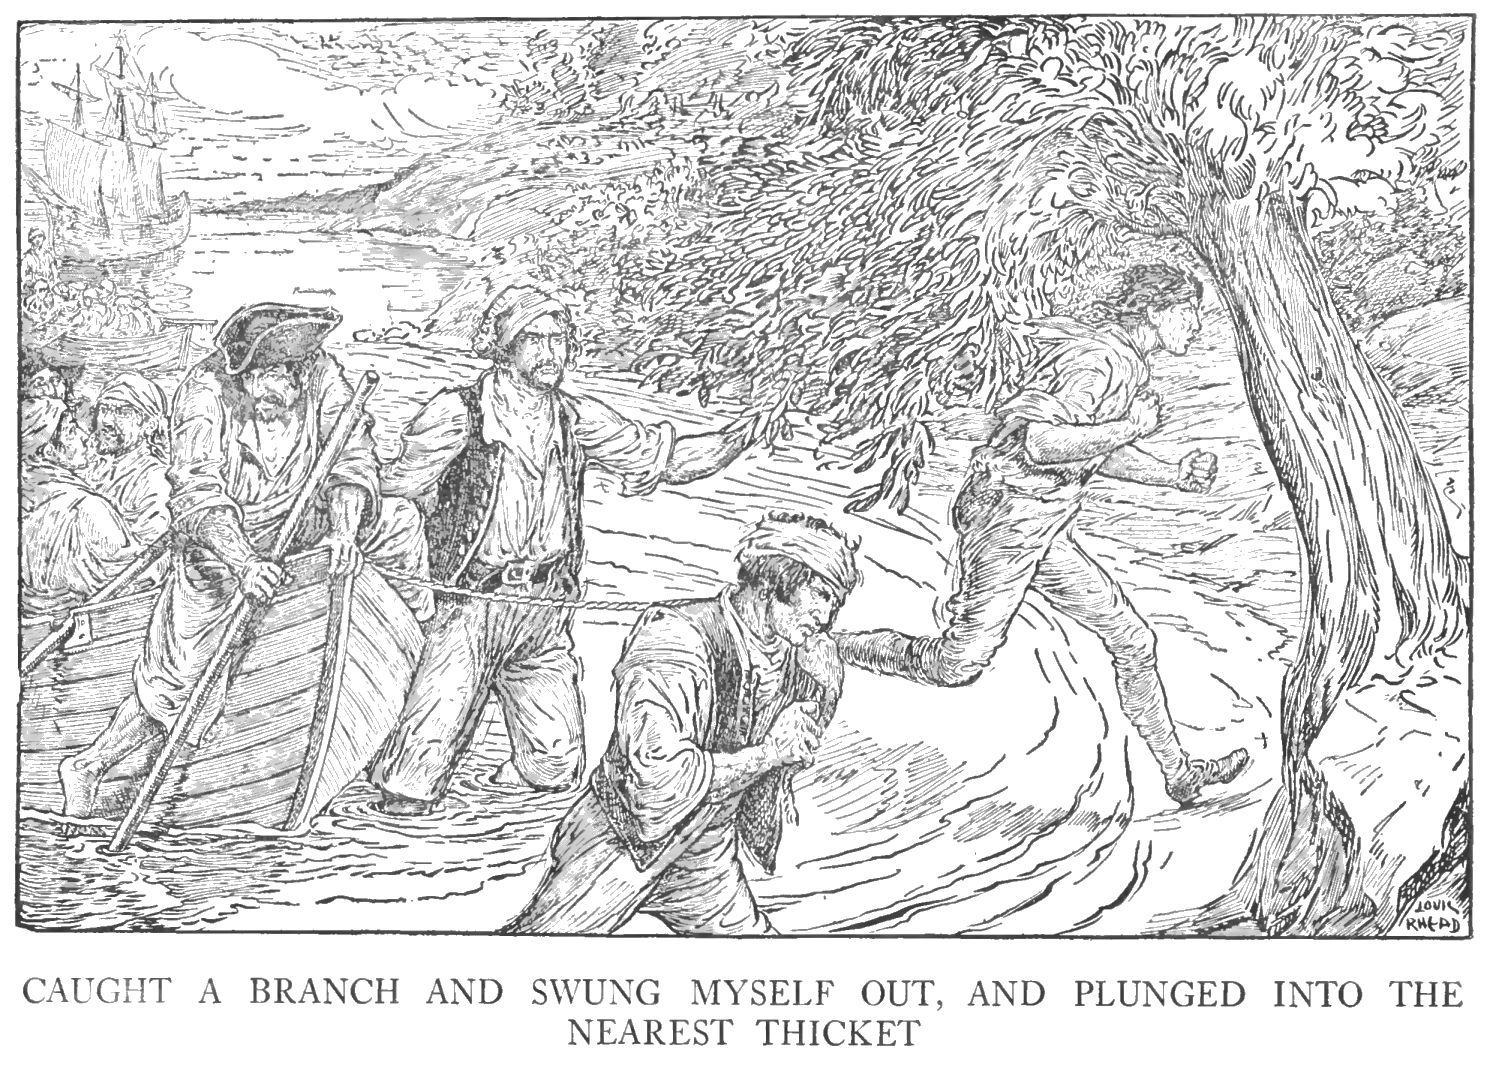 LOUIS
RHEAD
CAUGHT A BRANCH AND SWUNG MYSELF OUT, AND PLUNGED INTO THE
NEAREST THICKET